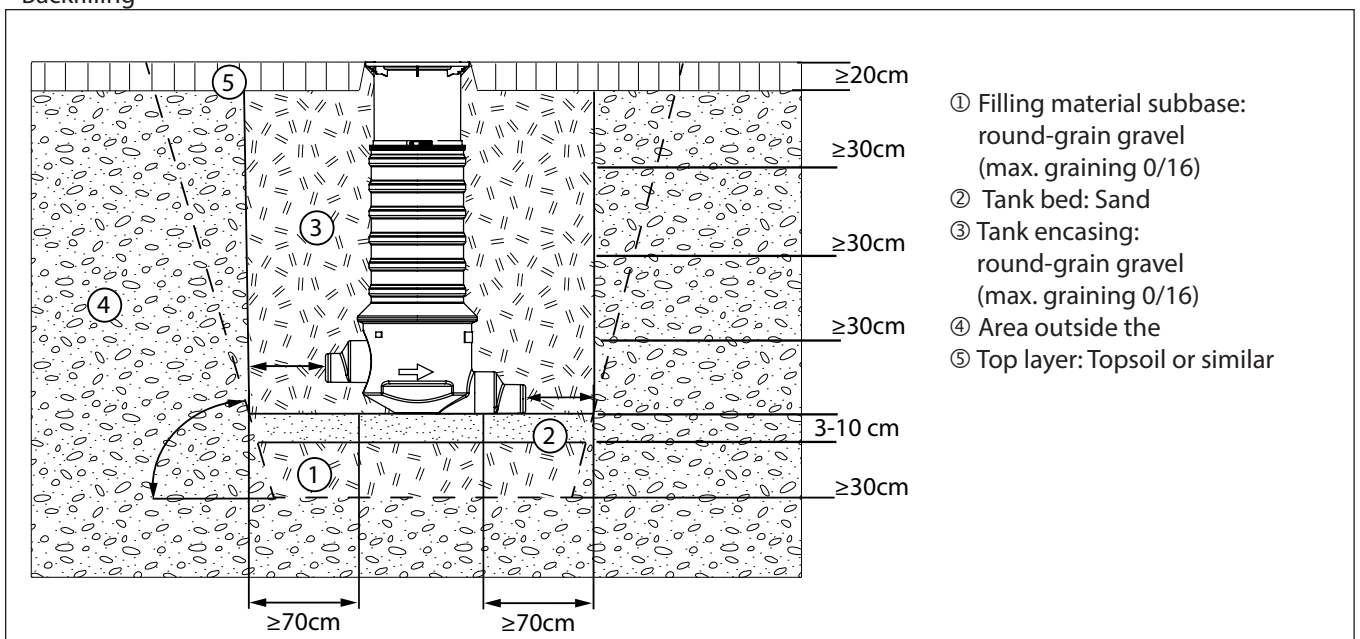 Backfilling
≥20cm
≥30cm
≥30cm
≥30cm
3-10 cm
≥30cm
≥70cm
≥70cm
⑤
③
④
②
①
① Filling material subbase:
round-grain gravel
(max. graining 0/16)
② Tank bed: Sand
③ Tank encasing:
round-grain gravel
(max. graining 0/16)
④ Area outside the
⑤ Top layer: Topsoil or similar